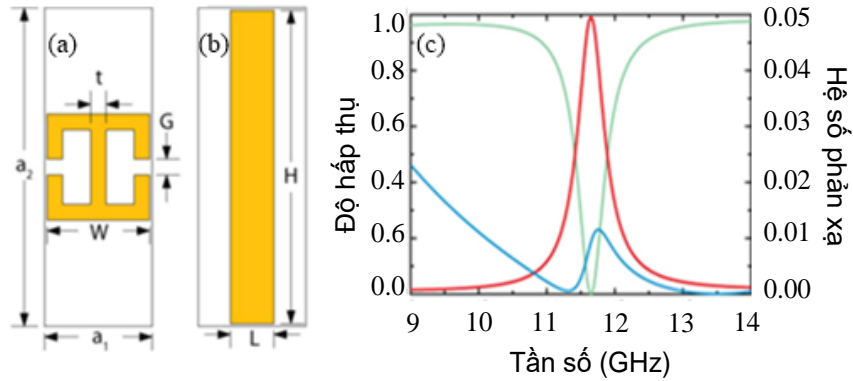 (a)
t
G
a₂
W
a₁
(b)
H
L
(c)
Độ hấp thụ
1.0
0.8
0.6
0.4
0.6
0.0
Hệ số phản xạ
0.05
0.04
0.03
0.02
0.01
0.00
9
10
11
12
13
14
Tần số (GHz)